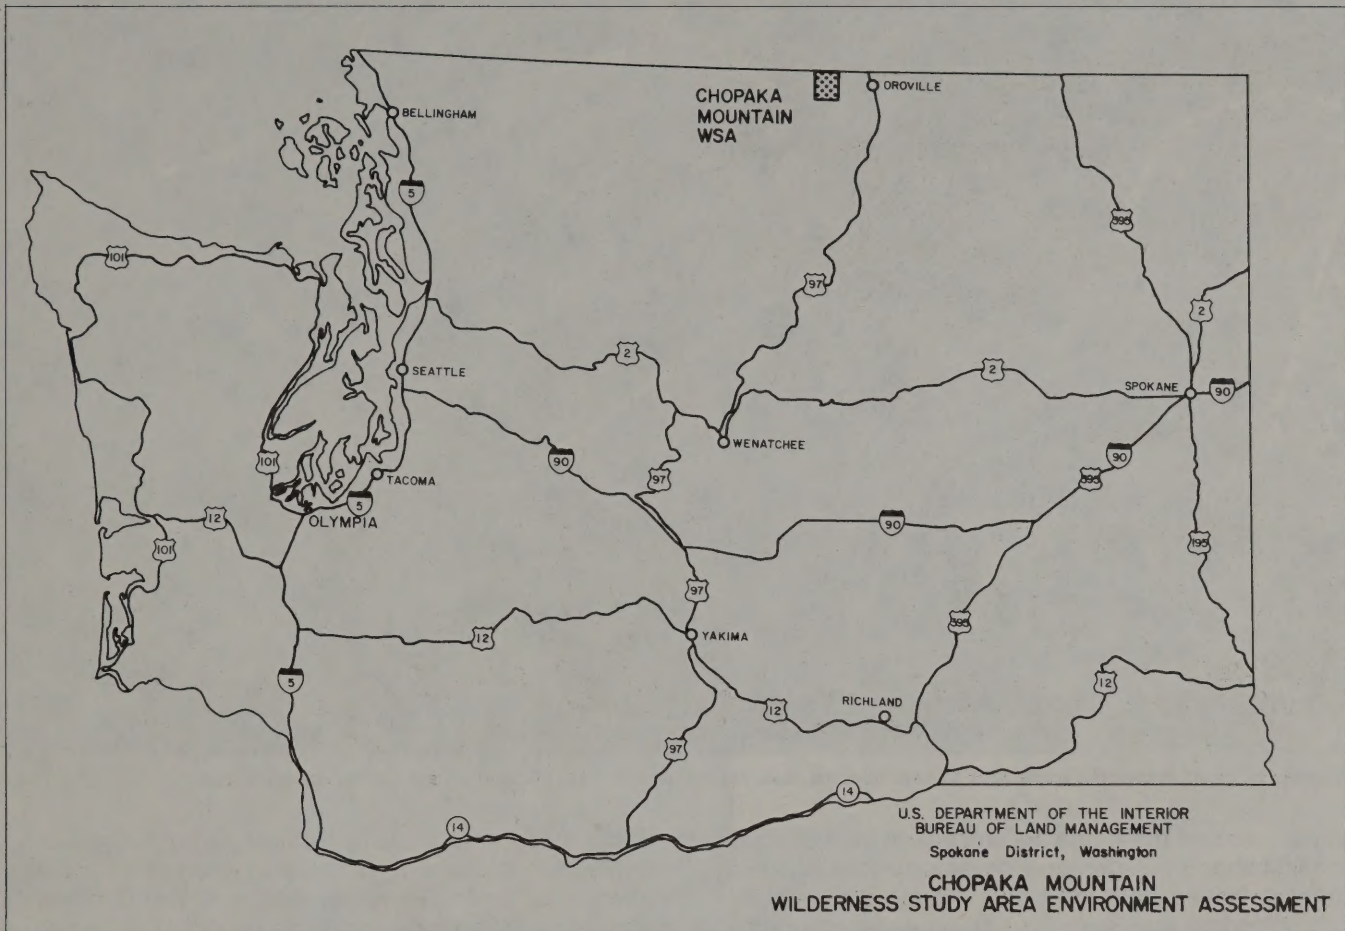 CHOPAKA
MOUNTAIN
WSA
OROVILLE
BELLINGHAM
5
395
101
97
2
2
2
SEATTLE
SPOKANE
90
WENATCHEE
90
90
101
97
395
TACOMA
5
OLYMPIA
12
90
101
195
97
395
12
YAKIMA
5
12
RICHLAND
12
97
14
14
U.S. DEPARTMENT OF THE INTERIOR
BUREAU OF LAND MANAGEMENT
Spokane District, Washington
CHOPAKA MOUNTAIN
WILDERNESS STUDY AREA ENVIRONMENT ASSESSMENT